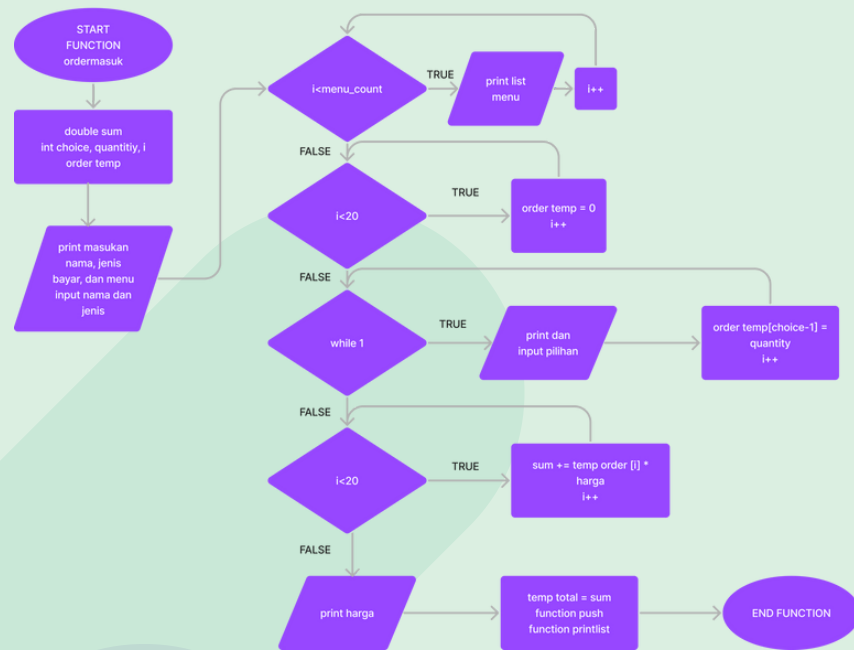 START
FUNCTION
ordermasuk
double sum
int choice, quantitiy, i
order temp
print masukan
nama, jenis
bayar, dan menu
input nama dan
jenis
i<menu_count
TRUE
print list
menu
i++
FALSE
i<20
TRUE
order temp = 0
i++
FALSE
while 1
TRUE
print dan
input pilihan
order temp[choice-1] =
quantity
i++
FALSE
i<20
TRUE
sum += temp order [i] *
harga
i++
FALSE
print harga
temp total = sum
function push
function printlist
END FUNCTION